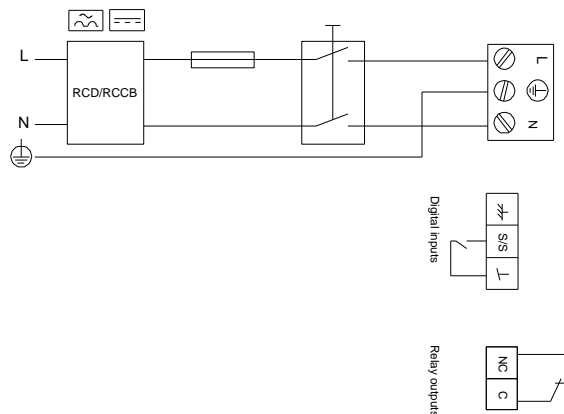 L
RCD/RCCB
N
L
N
Digital inputs
S/S
Relay outputs
NC
C